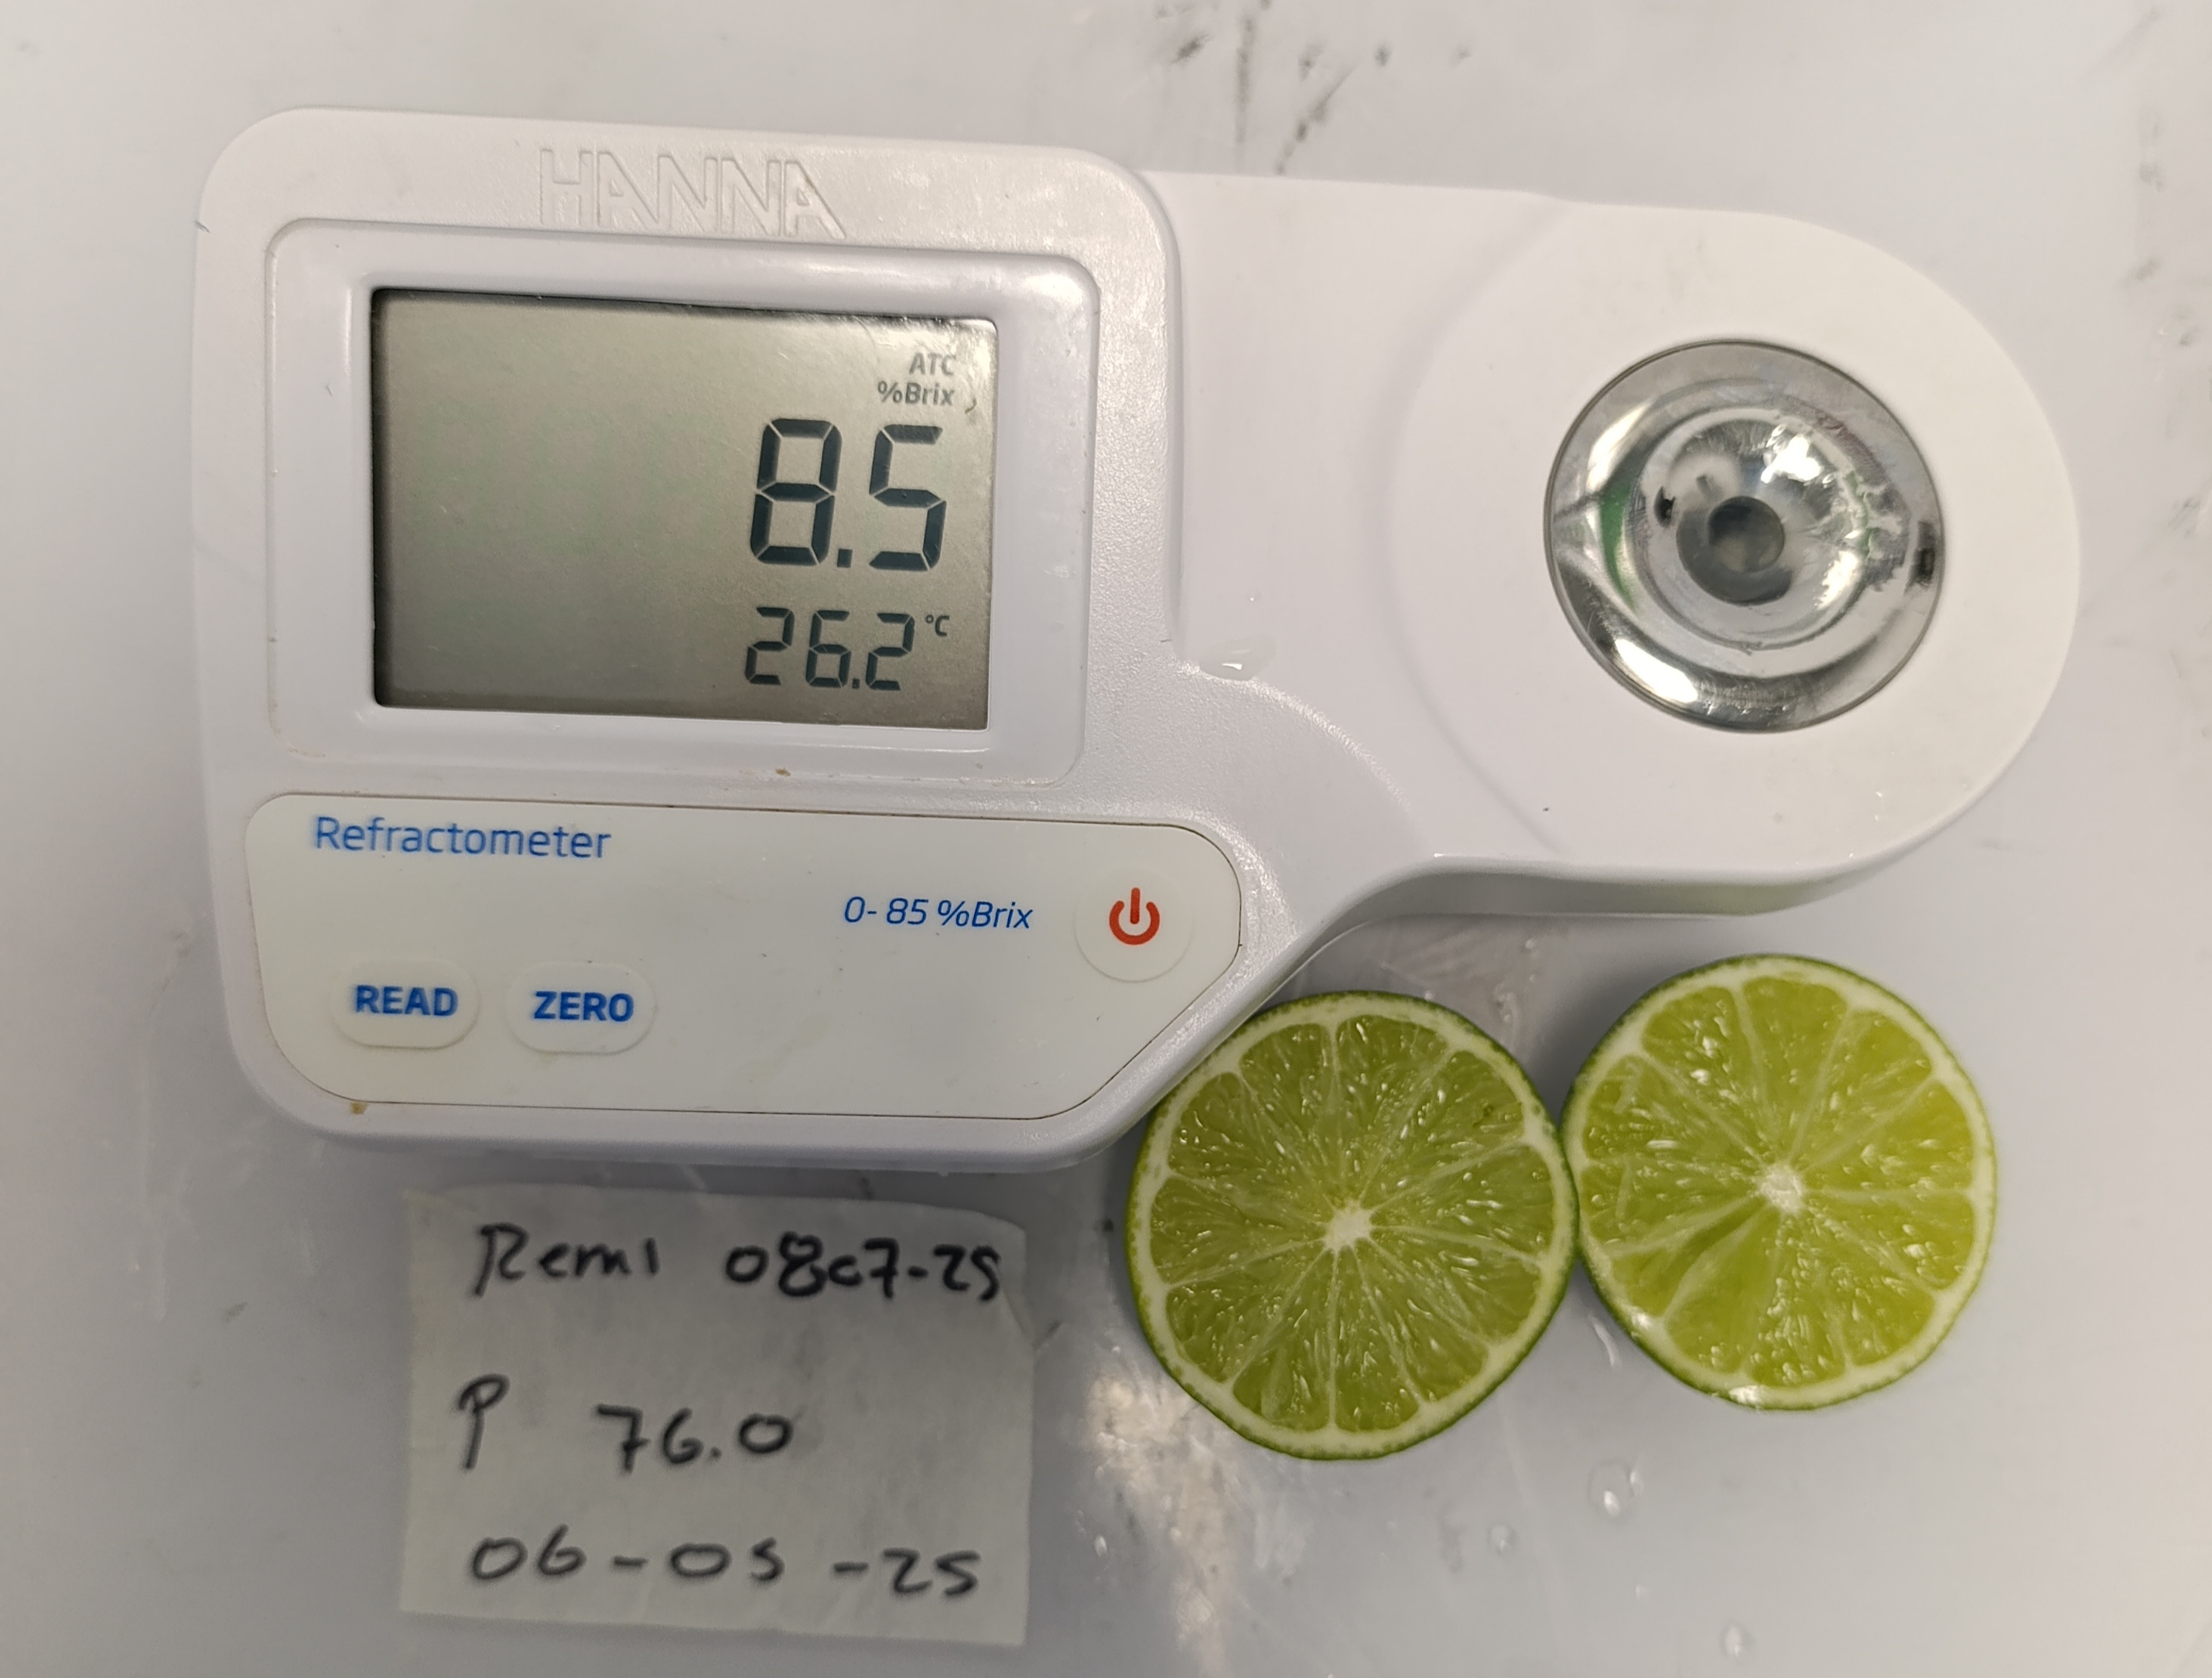 HANNA
ATC
%Brix
8.5
26.2 °C
Refractometer
0-85 %Brix
READ
ZERO
Remi 0807-25
P 76.0
06-05-25